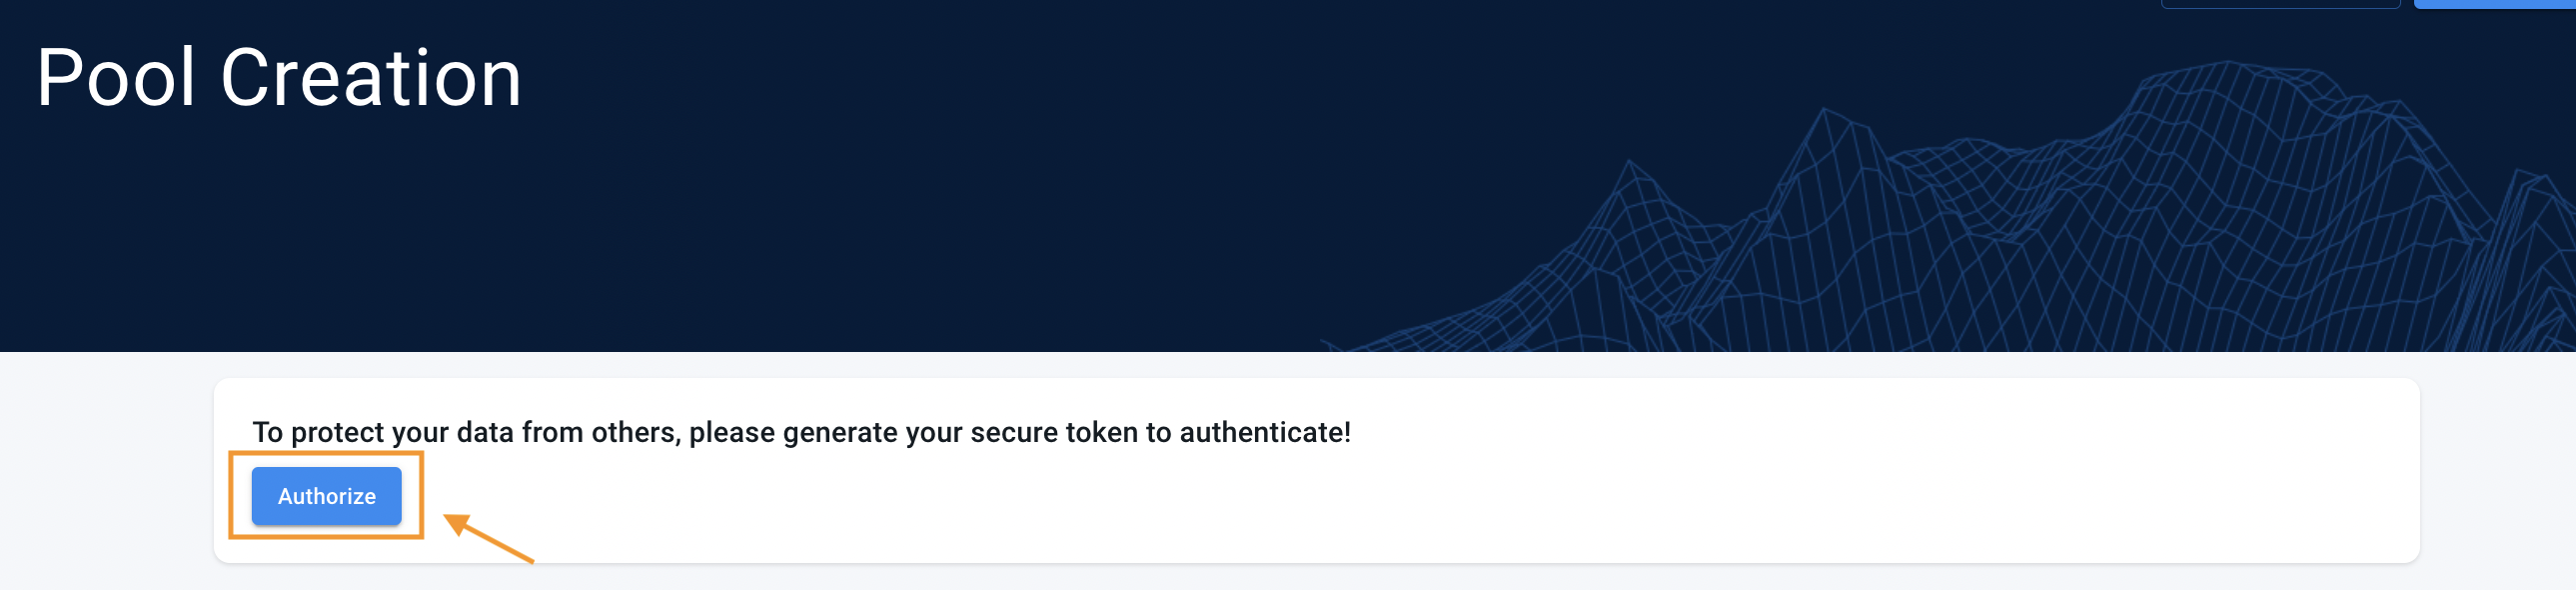 Pool Creation
To protect your data from others, please generate your secure token to authenticate!
Authorize